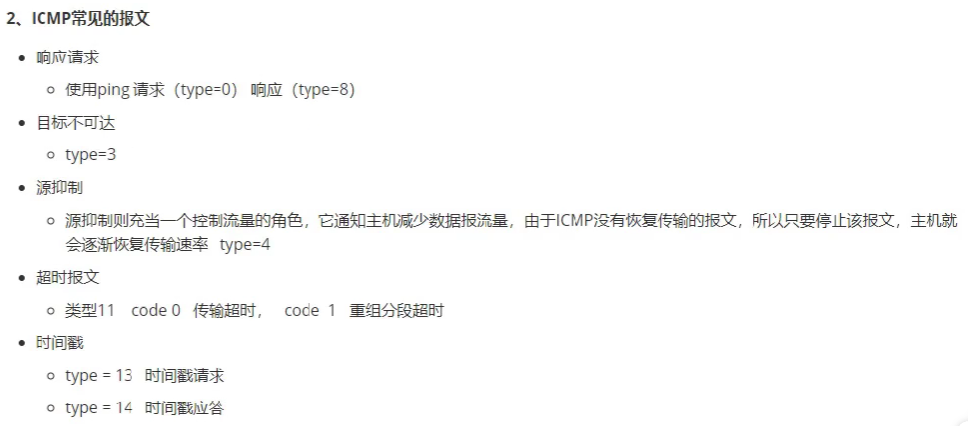 2、ICMP常见的报文
响应请求
使用ping 请求（type=0） 响应（type=8）
目标不可达
type=3
源抑制
源抑制则充当一个控制流量的角色，它通知主机减少数据报流量，由于ICMP没有恢复传输的报文，所以只要停止该报文，主机就
会逐渐恢复传输速率 type=4
超时报文
类型11 code 0 传输超时， code 1 重组分段超时
时间戳
type = 13 时间戳请求
type = 14 时间戳应答